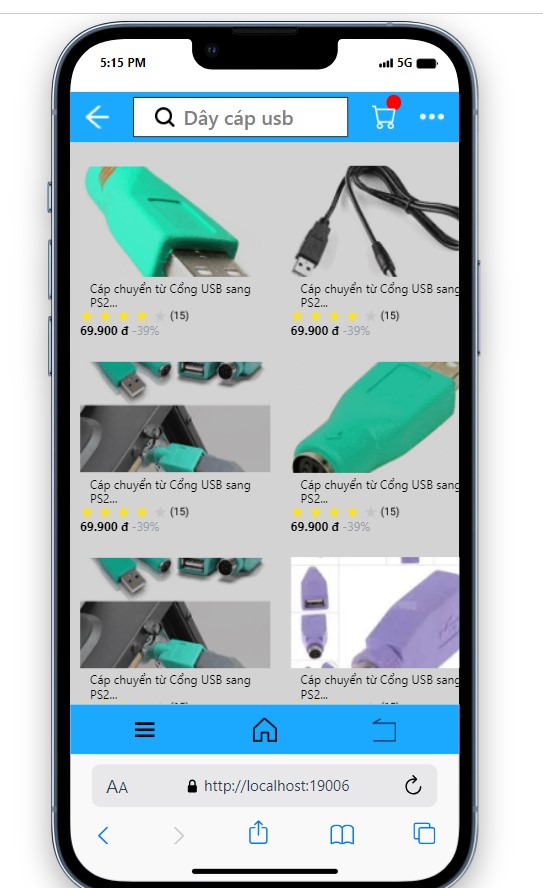 5:15 PM
5G
Dây cáp usb
Cáp chuyển từ Cổng USB sang
PS2...
(15)
69.900 đ -39%
Cáp chuyển từ Cổng USB sang
PS2...
(15)
69.900 đ -39%
Cáp chuyển từ Cổng USB sang
PS2...
(15)
69.900 đ -39%
Cáp chuyển từ Cổng USB sang
PS2...
(15)
69.900 đ -39%
Cáp chuyển từ Cổng USB sang
PS2...
Cáp chuyển từ Cổng USB sang
PS2...
AA
http://localhost:19006